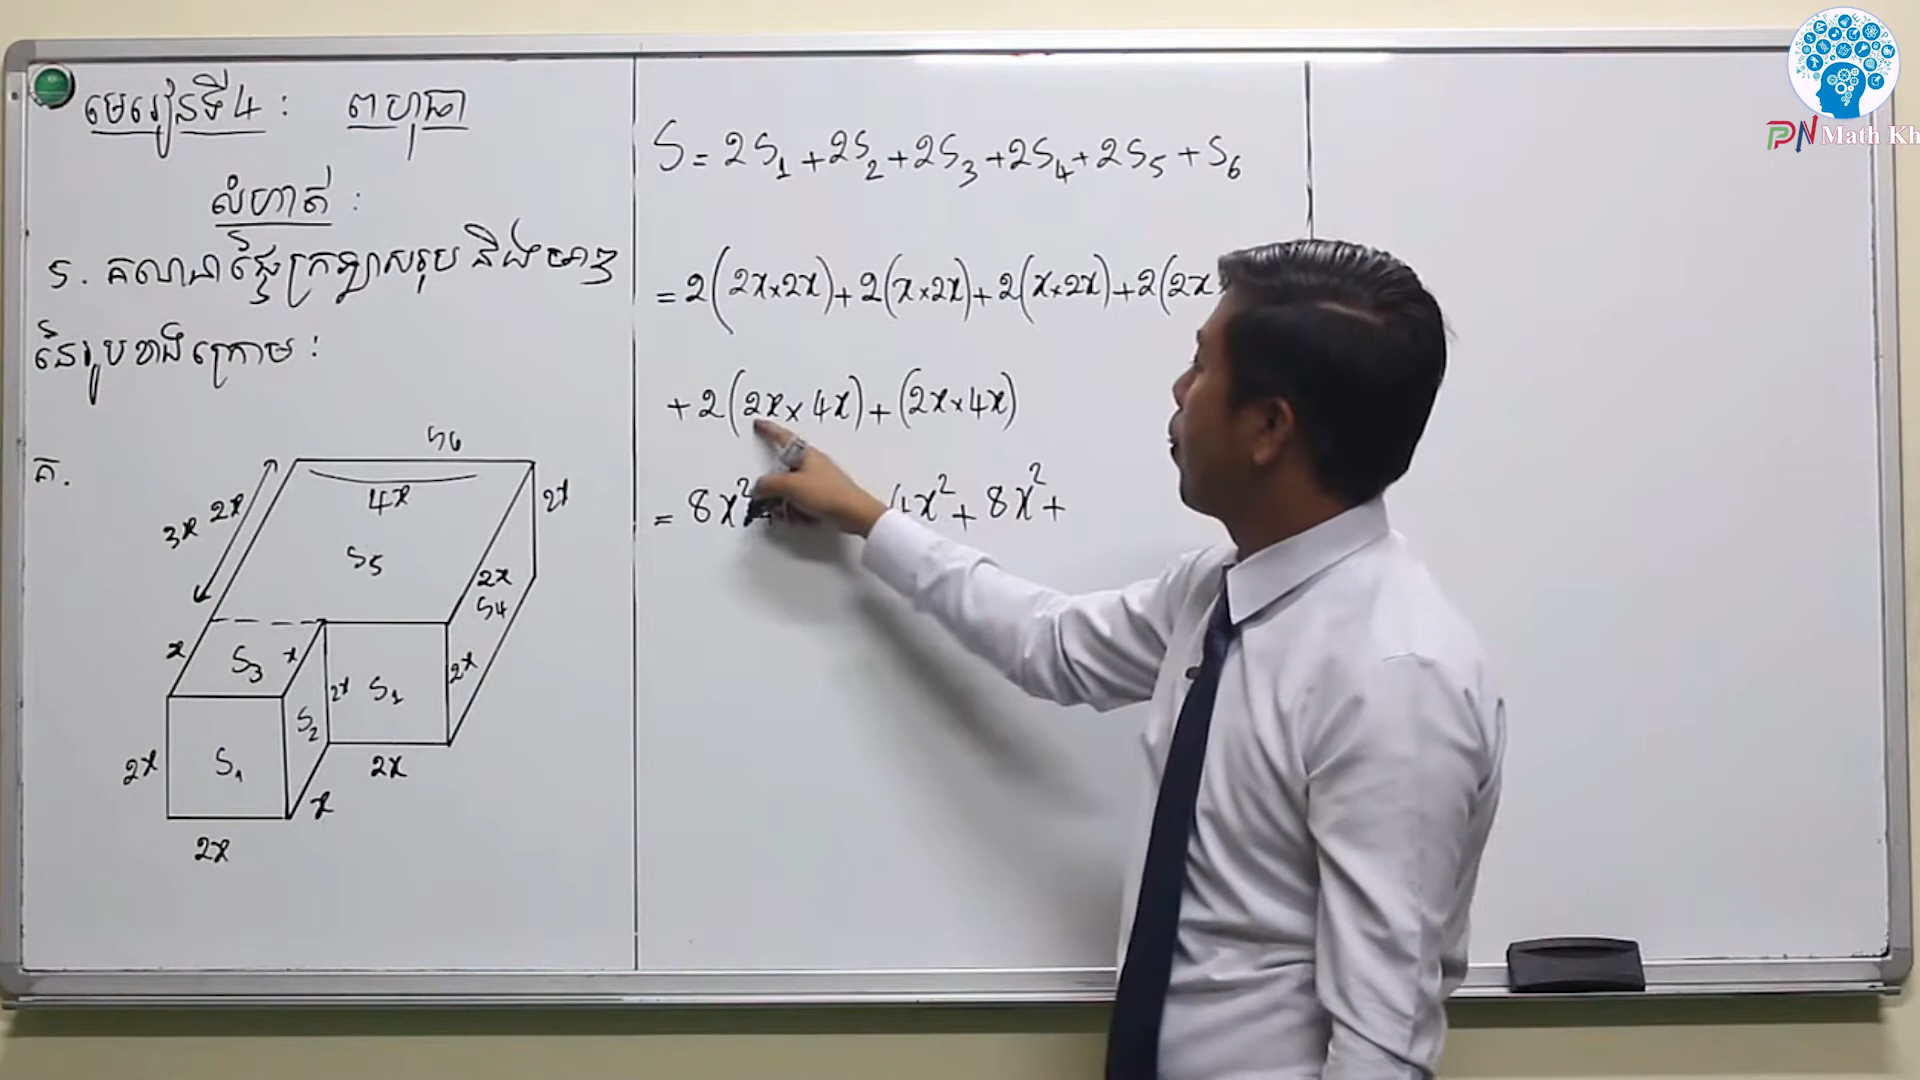 មេរៀនទី4 : ពហុធា
លំហាត់ :
5. គណនាផ្ទៃក្រឡាសរុប និងមាឌ
នៃរូបខាងក្រោម :
គ.
S6
4x
2x
2x
3x
S5
2x
S4
x
S3
x
2x
S1
2x
S2
2x
S1
2x
x
2x
S = 2S1 + 2S2 + 2S3 + 2S4 + 2S5 + S6
= 2(2x × 2x) + 2(x × 2x) + 2(x × 2x) + 2(2x
+ 2(2x × 4x) + (2x × 4x)
= 8x² 4x² + 8x² +
PN Math Kh